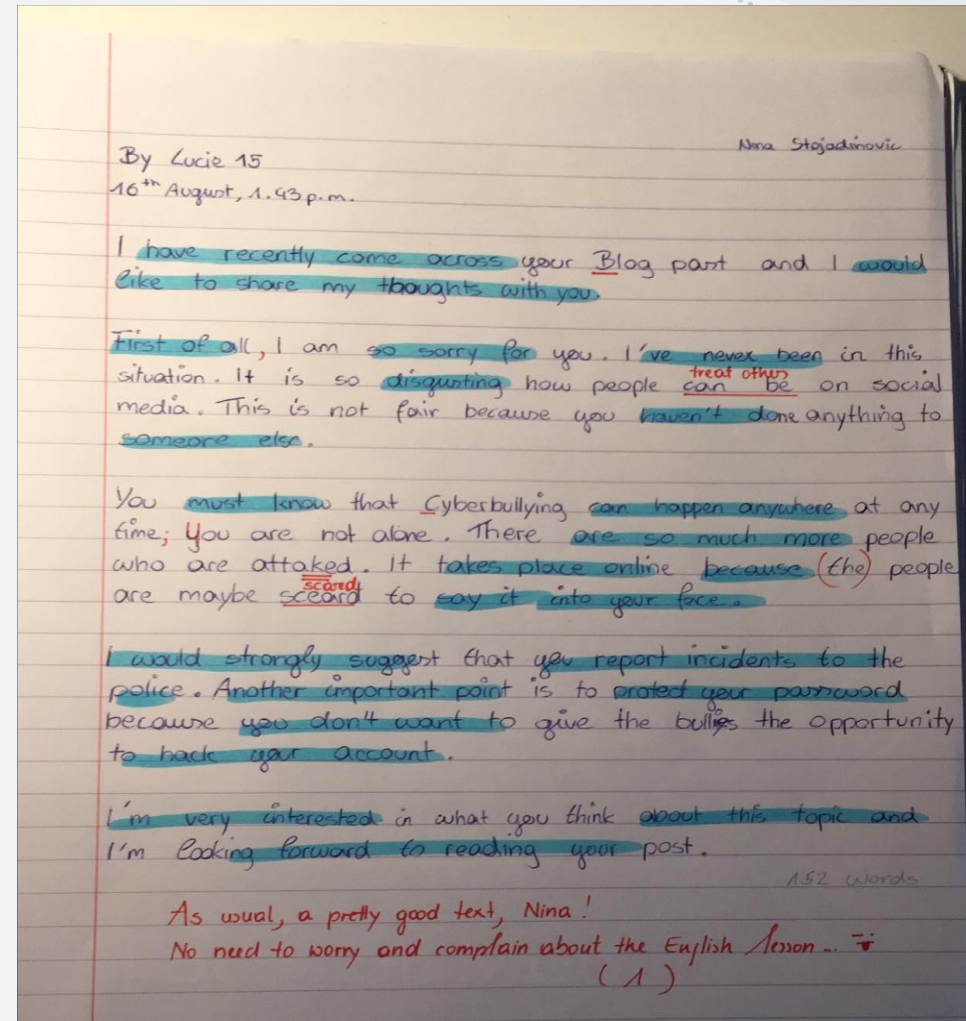 Nina Stojadinovic
By Lucie 15
16th August, 1.43 p.m.
I have recently come across your Blog part and I would
like to share my thoughts with you.
First of all, I am so sorry for you. I've never been in this
situation. It is so disgusting how people can be on social
treat other
media. This is not fair because you haven't done anything to
someone else.
You must know that Cyberbullying can happen anywhere at any
time; you are not alone. There are so much more people
who are attaked. It takes place online because (the) people
scared
are maybe sceard to say it into your face.
I would strongly suggest that you report incidents to the
police. Another important point is to protect your password
because you don't want to give the bullies the opportunity
to hack your account.
I'm very interested in what you think about this topic and
I'm looking forward to reading your post.
152 words
As usual, a pretty good text, Nina!
No need to worry and complain about the English lesson...
(1)